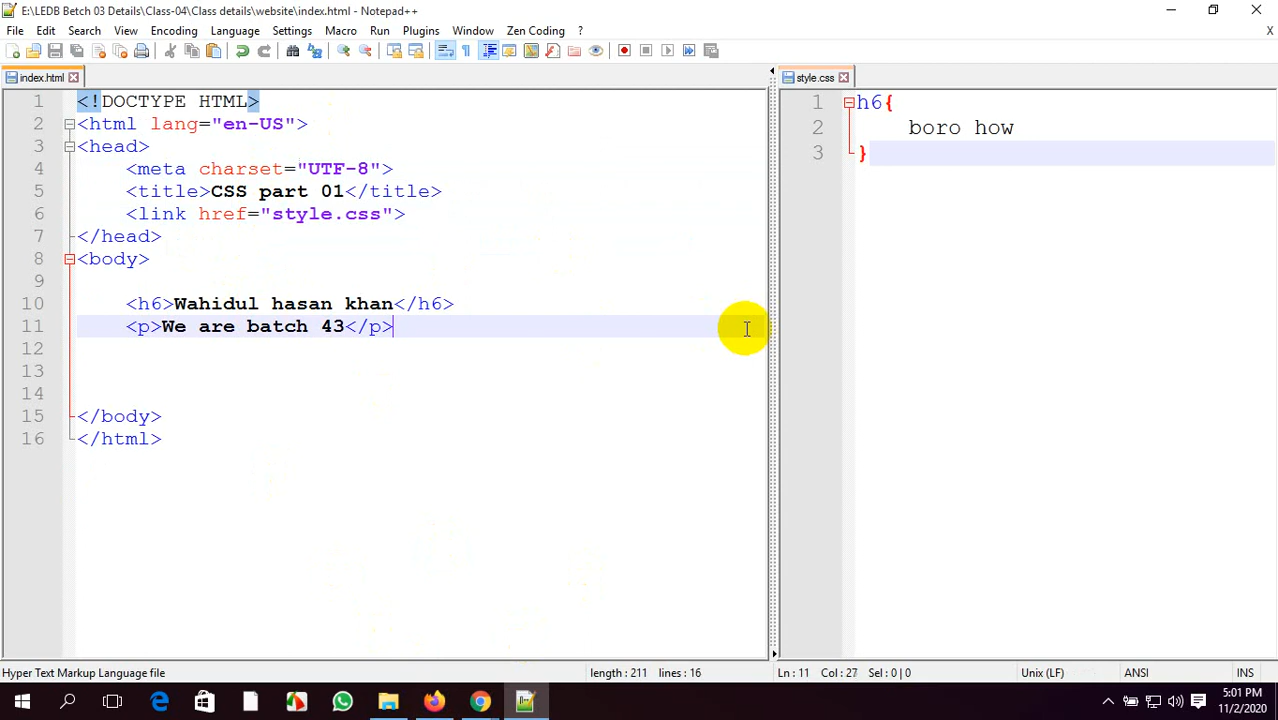 E:\LEDB Betch 03 Details\Class-04\Class details\website\index.html - Notepad++
File Edit Search View Encoding Language Settings Macro Run Plugins Window Zen Coding ? X
index.html
1 <!DOCTYPE HTML>
2 <html lang="en-US">
3 <head>
4 <meta charset="UTF-8">
5 <title>CSS part 01</title>
6 <link href="style.css">
7 </head>
8 <body>
9
10 <h6>Wahidul hasan khan</h6>
11 <p>We are batch 43</p>
12
13
14
15 </body>
16 </html>
style.css
1 h6{
2 boro how
3 }
Hyper Text Markup Language file length : 211 lines : 16 Ln : 11 Col : 27 Sel : 0 | 0 Unix (LF) ANSI INS
5:01 PM
11/2/2020